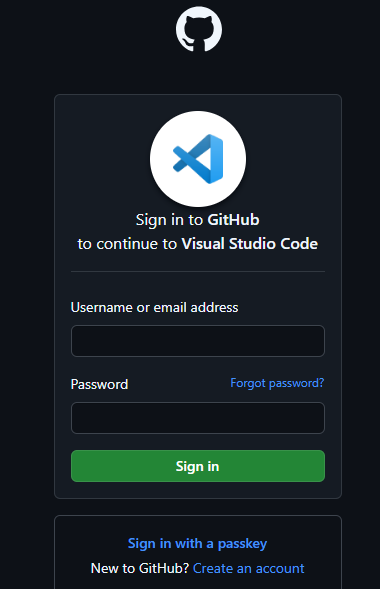 Sign in to GitHub
to continue to Visual Studio Code
Username or email address
Password Forgot password?
Sign in
Sign in with a passkey
New to GitHub? Create an account